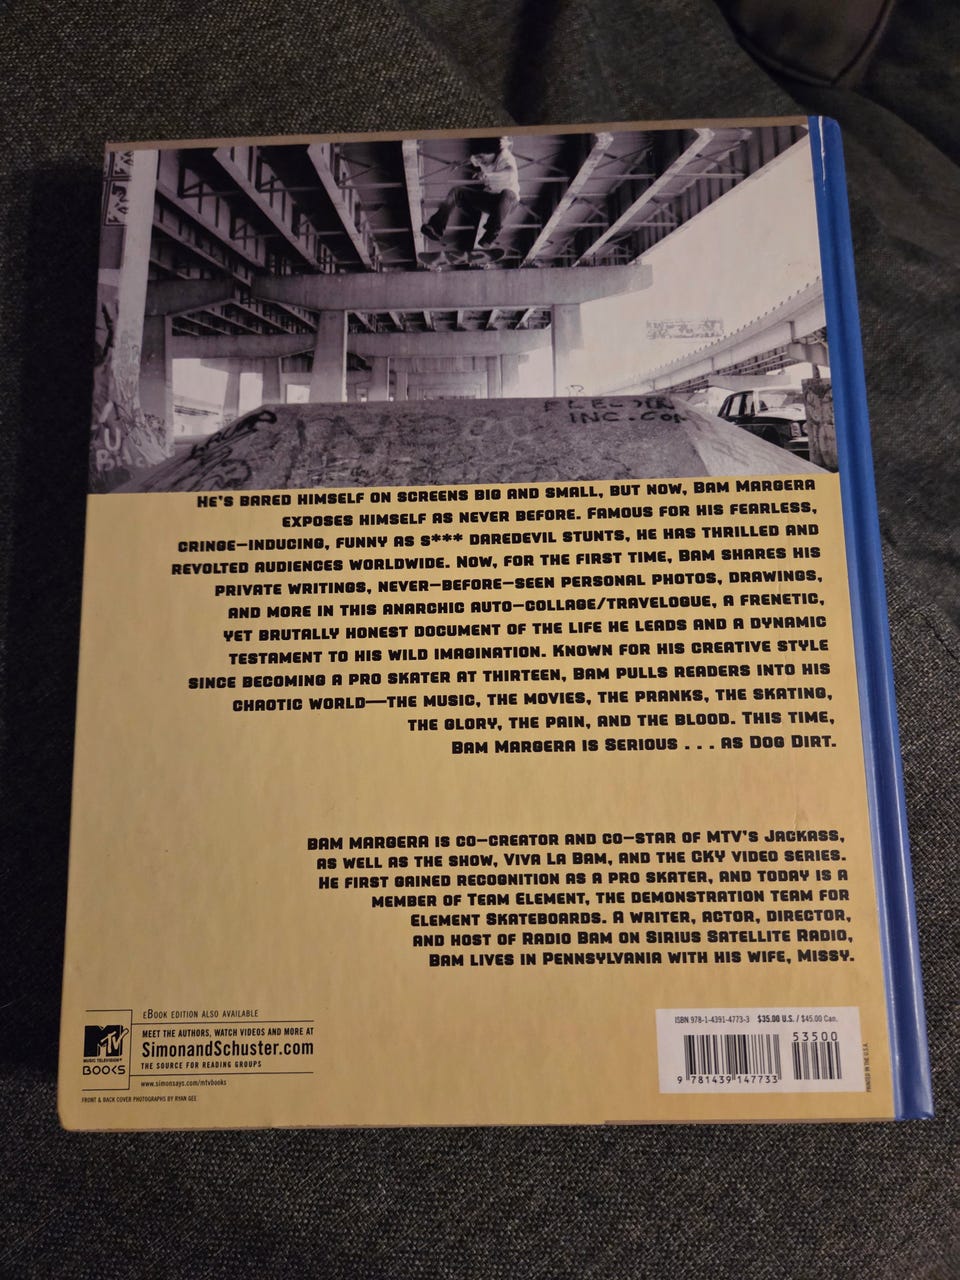 ELECTRIC
INC.COM
He's bared himself on screens big and small, but now, Bam Margera
exposes himself as never before. Famous for his fearless,
cringe-inducing, funny as s*** daredevil stunts, he has thrilled and
revolted audiences worldwide. Now, for the first time, Bam shares his
private writings, never-before-seen personal photos, drawings,
and more in this anarchic auto-collage/travelogue, a frenetic,
yet brutally honest document of the life he leads and a dynamic
testament to his wild imagination. Known for his creative style
since becoming a pro skater at thirteen, Bam pulls readers into his
chaotic world—the music, the movies, the pranks, the skating,
the glory, the pain, and the blood. This time,
Bam Margera is Serious . . . as Dog Dirt.
Bam Margera is co-creator and co-star of MTV's Jackass,
as well as the show, Viva La Bam, and the CKY video series.
He first gained recognition as a pro skater, and today is a
member of Team Element, the demonstration team for
Element Skateboards. A writer, actor, director,
and host of Radio Bam on Sirius Satellite Radio,
Bam lives in Pennsylvania with his wife, Missy.
MTV
MUSIC TELEVISION®
BOOKS
eBook edition also available
MEET THE AUTHORS, WATCH VIDEOS AND MORE AT
SimonandSchuster.com
THE SOURCE FOR READING GROUPS
www.simonsays.com/mtvbooks
FRONT & BACK COVER PHOTOGRAPHS BY RYAN GEE
ISBN 978-1-4391-4773-3 $35.00 U.S. / $45.00 Can.
53500
9 781439 147733
PRINTED IN THE U.S.A.